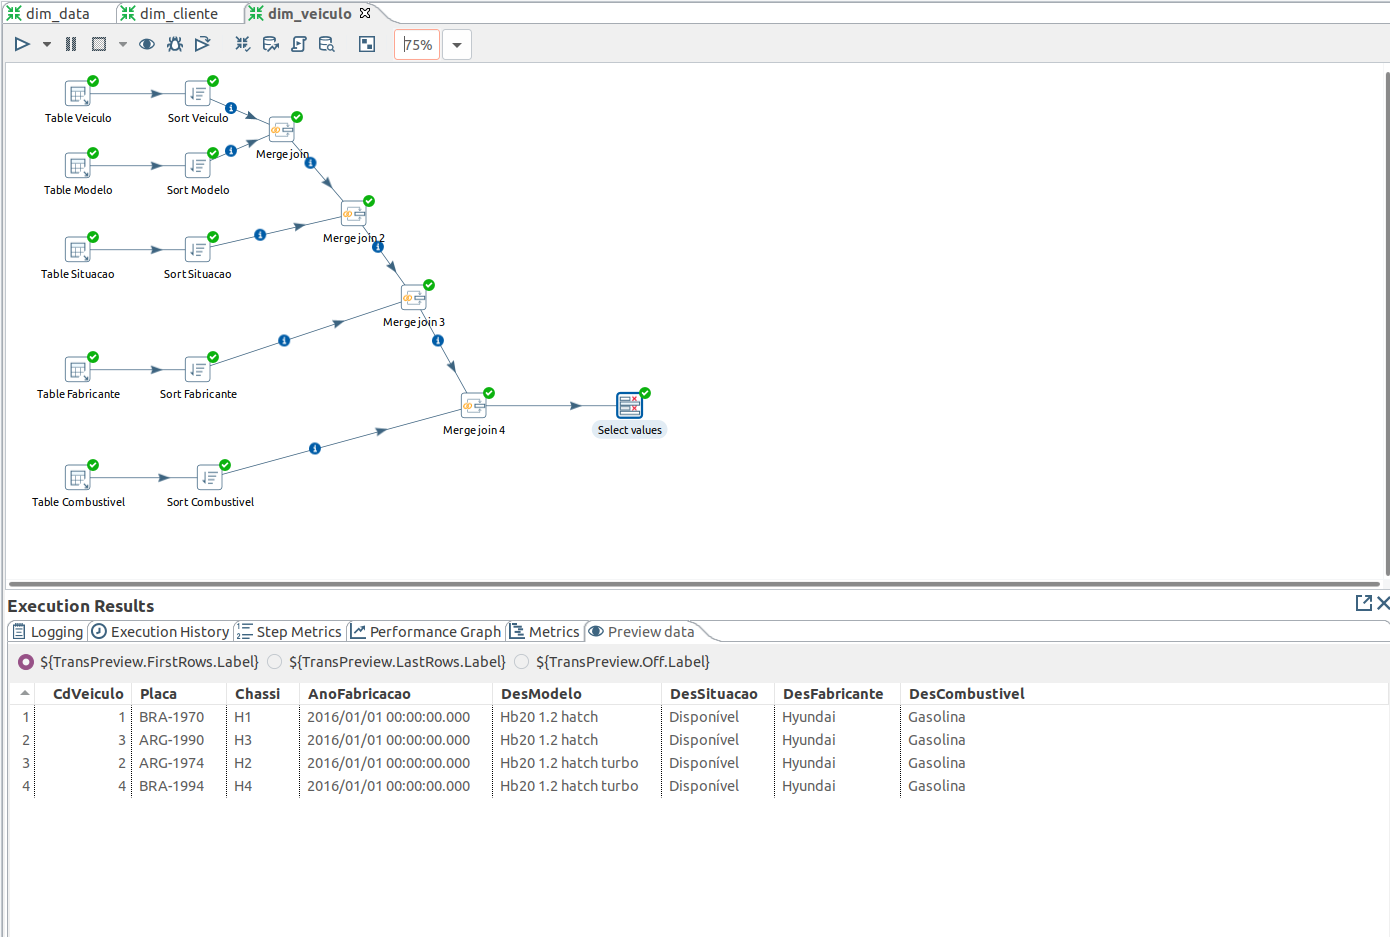 dim_data dim_cliente dim_veiculo
75%
Table Veiculo Sort Veiculo
Merge join
Table Modelo Sort Modelo
Merge join 2
Table Situacao Sort Situacao
Merge join 3
Table Fabricante Sort Fabricante
Merge join 4 Select values
Table Combustivel Sort Combustivel
Execution Results
Logging Execution History Step Metrics Performance Graph Metrics Preview data
${TransPreview.FirstRows.Label} ${TransPreview.LastRows.Label} ${TransPreview.Off.Label}
CdVeiculo Placa Chassi AnoFabricacao DesModelo DesSituacao DesFabricante DesCombustivel
1 1 BRA-1970 H1 2016/01/01 00:00:00.000 Hb20 1.2 hatch Disponível Hyundai Gasolina
2 3 ARG-1990 H3 2016/01/01 00:00:00.000 Hb20 1.2 hatch Disponível Hyundai Gasolina
3 2 ARG-1974 H2 2016/01/01 00:00:00.000 Hb20 1.2 hatch turbo Disponível Hyundai Gasolina
4 4 BRA-1994 H4 2016/01/01 00:00:00.000 Hb20 1.2 hatch turbo Disponível Hyundai Gasolina